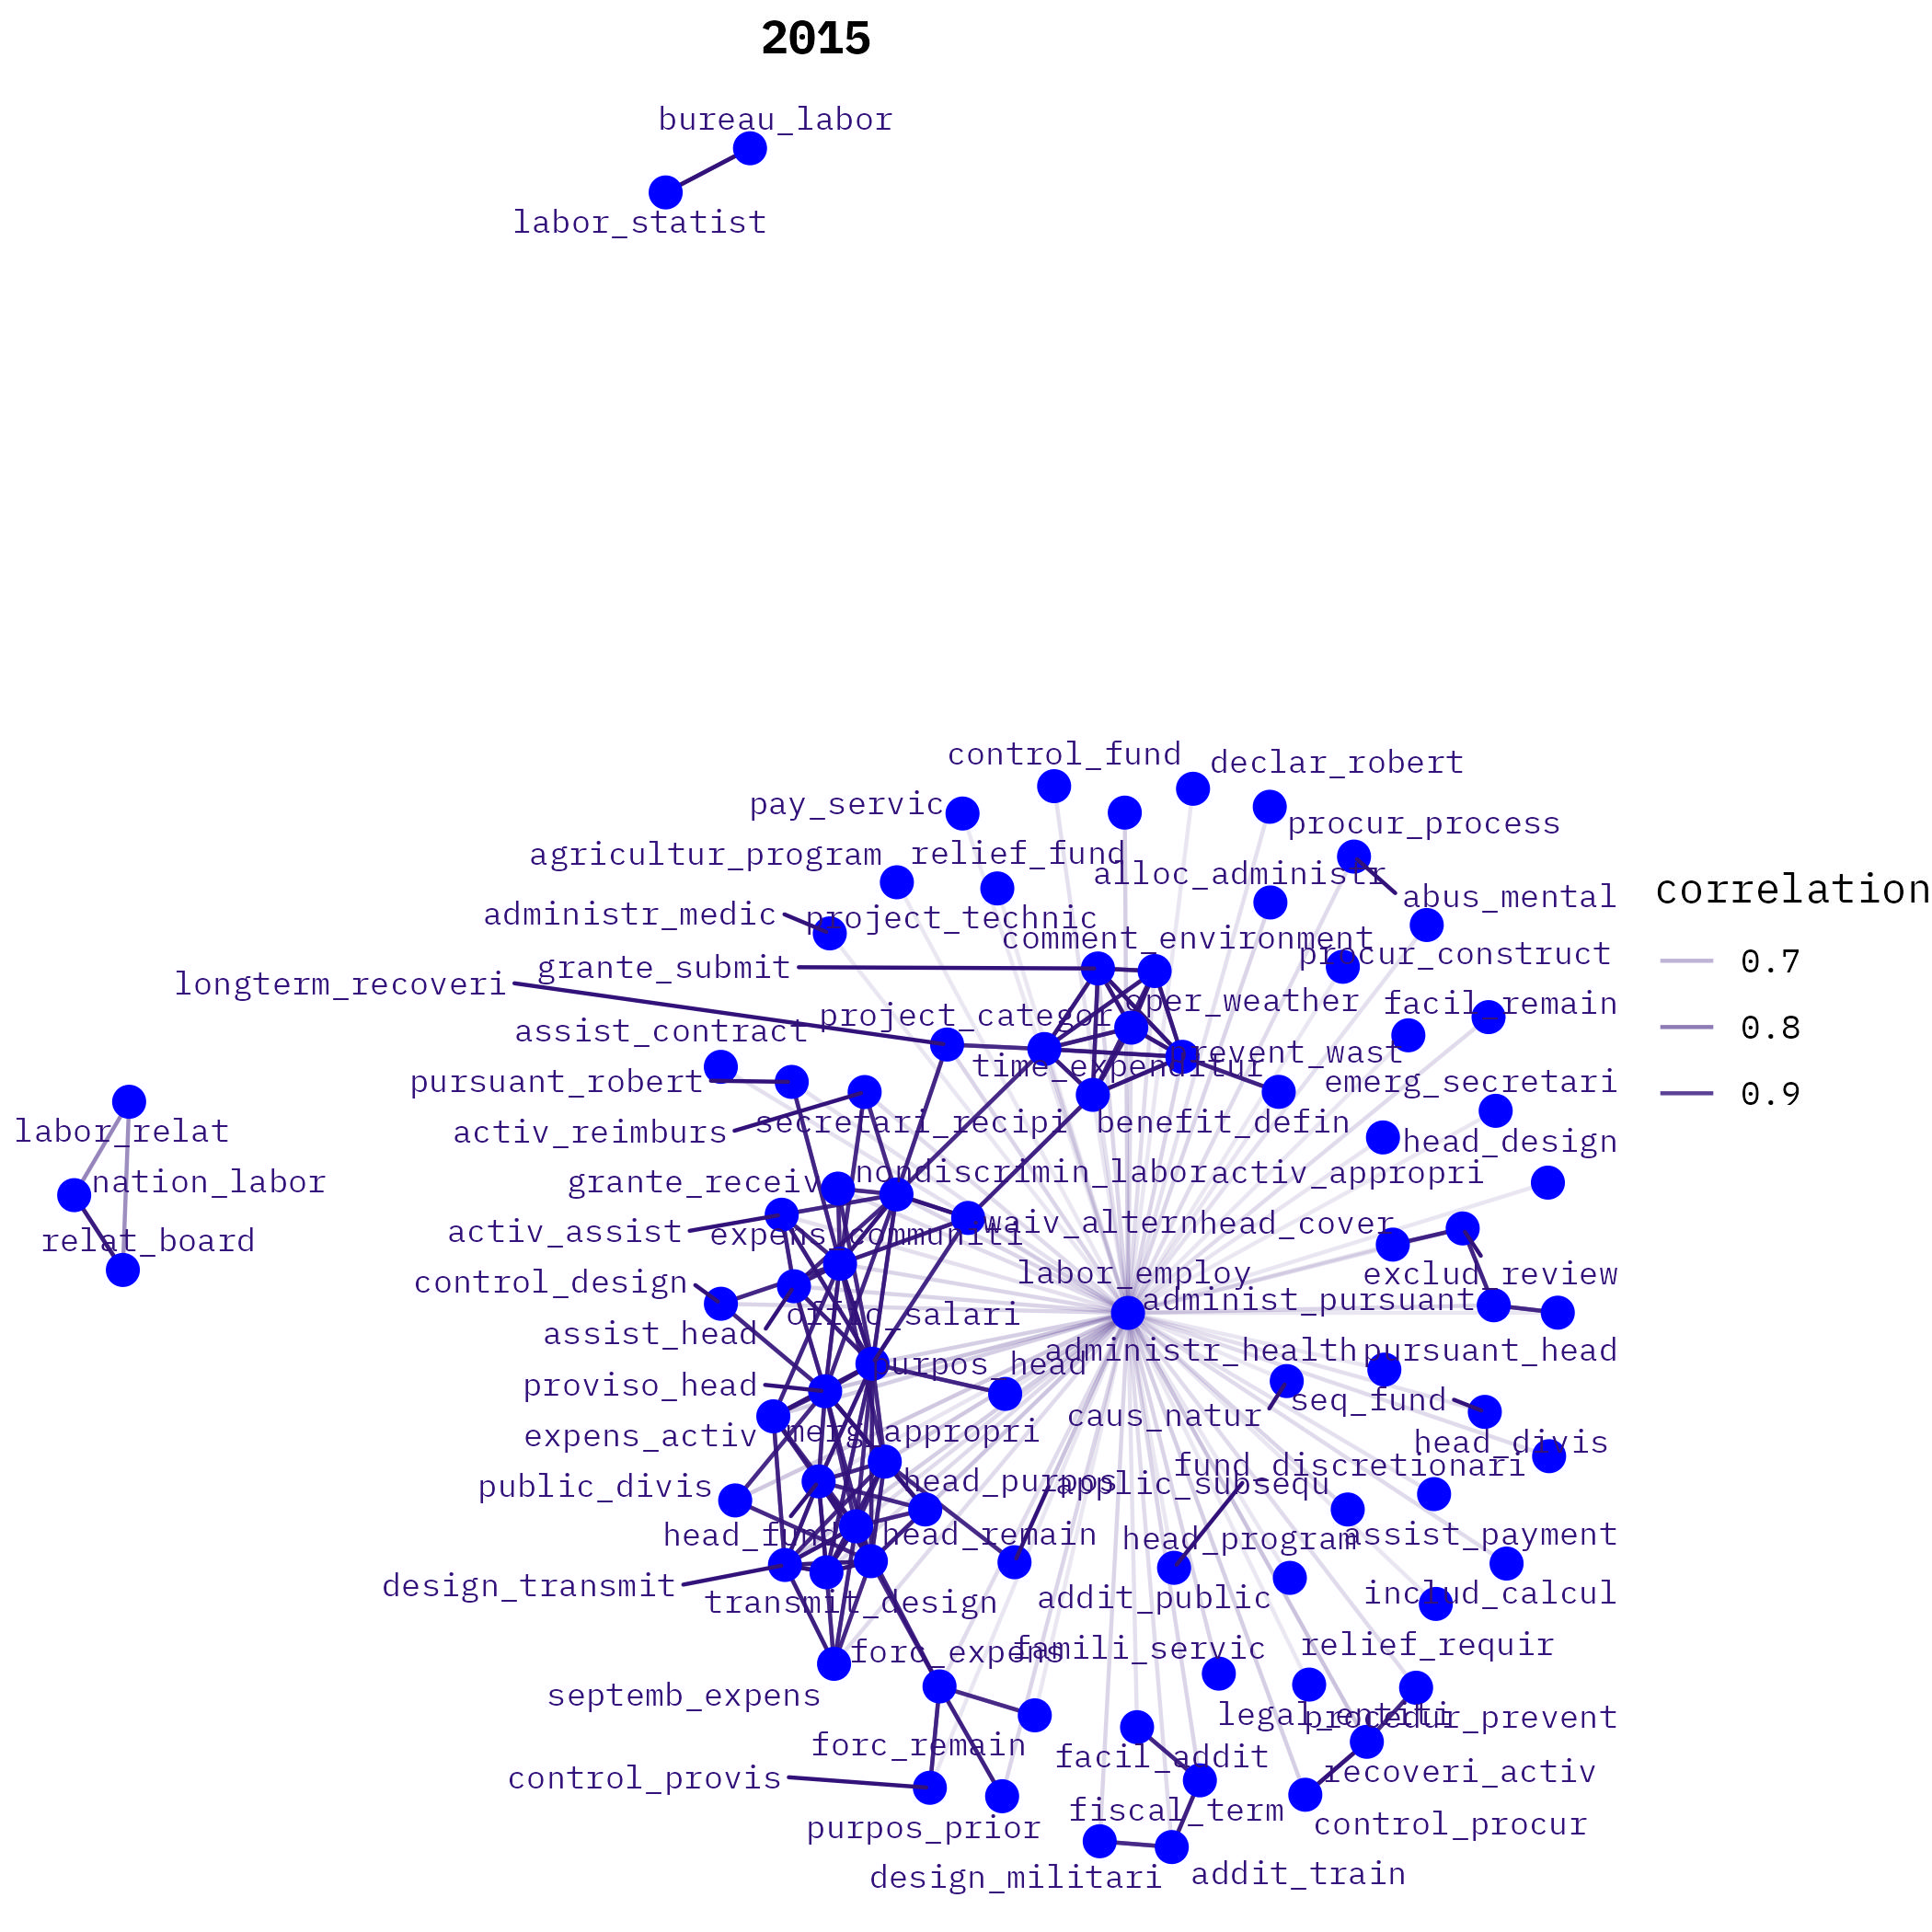 2015
bureau_labor
labor_statist
control_fund
declar_robert
pay_servic
procur_process
agricultur_program
relief_fund
alloc_administr
abus_mental
correlation
administr_medic
project_technic
comment_environment
procur_construct
0.7
grante_submit
longterm_recoveri
oper_weather
facil_remain
project_categor
0.8
assist_contract
prevent_wast
time_expenditur
pursuant_robert
emerg_secretari
0.9
labor_relat
activ_reimburs
secretari_recipi
benefit_defin
head_design
nation_labor
grante_receiv
nondiscrimin_labor
activ_appropri
relat_board
activ_assist
expens_communiti
waiv_altern
head_cover
control_design
labor_employ
exclud_review
administ_pursuant
offic_salari
assist_head
purpos_head
administr_health
pursuant_head
proviso_head
seq_fund
caus_natur
expens_activ
emerg_appropri
head_divis
fund_discretionari
public_divis
head_purpos
applic_subsequ
head_fund
head_remain
head_program
assist_payment
design_transmit
transmit_design
addit_public
includ_calcul
forc_expens
famili_servic
relief_requir
septemb_expens
legal_entiti
procedur_prevent
forc_remain
facil_addit
control_provis
recoveri_activ
purpos_prior
fiscal_term
control_procur
design_militari
addit_train